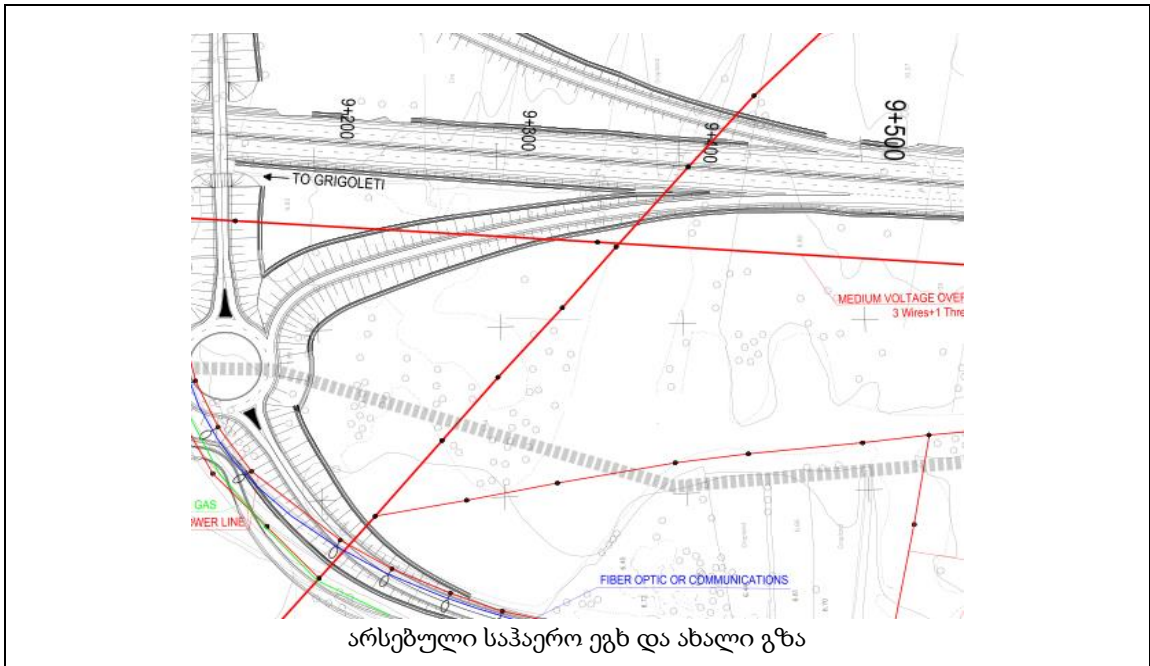 9+200
9+300
9+400
9+500
TO GRIGOLETI
MEDIUM VOLTAGE OVER
3 Wires+1 Thre
GAS
OWER LINE
FIBER OPTIC OR COMMUNICATIONS
არსებული საჰაერო ეგხ და ახალი გზა